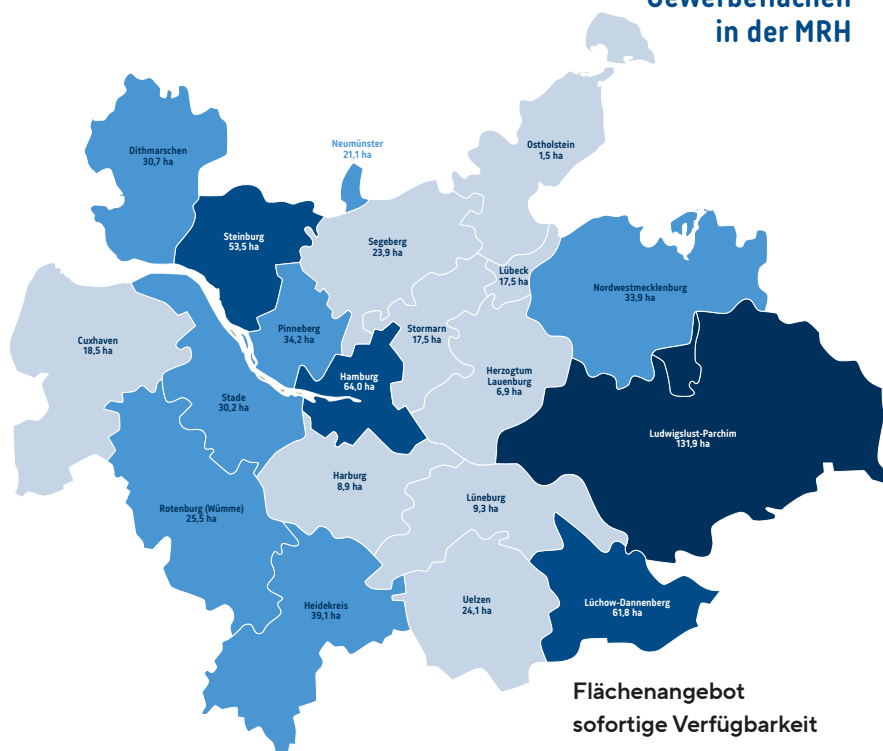 Gewerbeflächen
in der MRH
Dithmarschen
30,7 ha
Neumünster
21,1 ha
Ostholstein
1,5 ha
Steinburg
53,5 ha
Segeberg
23,9 ha
Lübeck
17,5 ha
Nordwestmecklenburg
33,9 ha
Cuxhaven
18,5 ha
Pinneberg
34,2 ha
Stormarn
17,5 ha
Hamburg
64,0 ha
Herzogtum
Lauenburg
6,9 ha
Stade
30,2 ha
Ludwigslust-Parchim
131,9 ha
Harburg
8,9 ha
Lüneburg
9,3 ha
Rotenburg (Wümme)
25,5 ha
Heidekreis
39,1 ha
Uelzen
24,1 ha
Lüchow-Dannenberg
61,8 ha
Flächenangebot
sofortige Verfügbarkeit